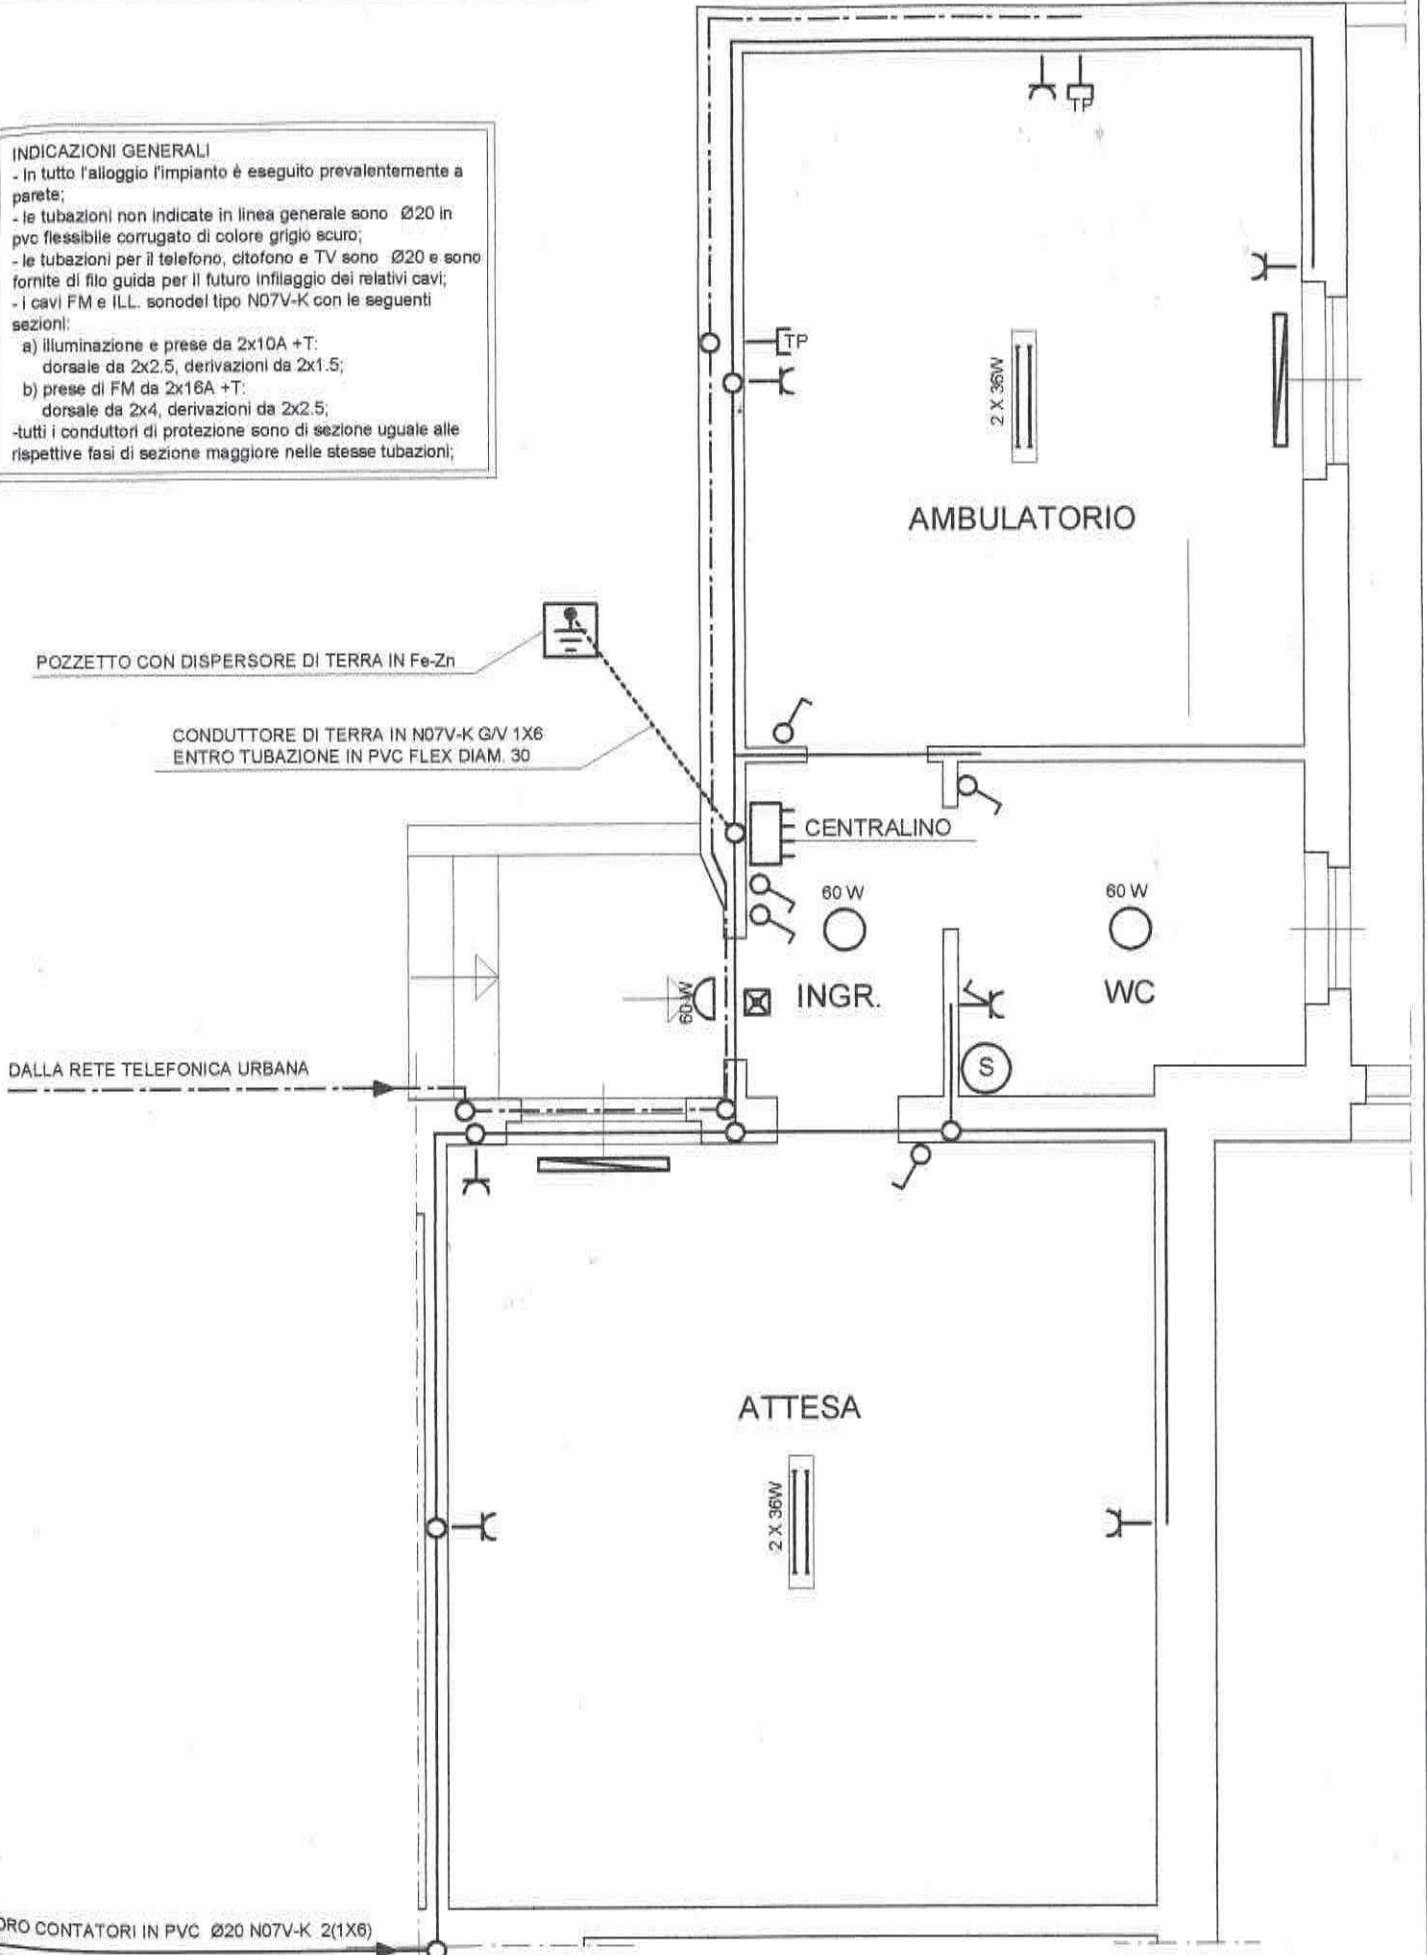 INDICAZIONI GENERALI
- In tutto l'alloggio l'impianto è eseguito prevalentemente a
parete;
- le tubazioni non indicate in linea generale sono Ø20 in
pvc flessibile corrugato di colore grigio scuro;
- le tubazioni per il telefono, citofono e TV sono Ø20 e sono
fornite di filo guida per il futuro infilaggio dei relativi cavi;
- i cavi FM e ILL. sonodel tipo N07V-K con le seguenti
sezioni:
a) illuminazione e prese da 2x10A +T:
dorsale da 2x2.5, derivazioni da 2x1.5;
b) prese di FM da 2x16A +T:
dorsale da 2x4, derivazioni da 2x2.5;
-tutti i conduttori di protezione sono di sezione uguale alle
rispettive fasi di sezione maggiore nelle stesse tubazioni;
TP
TP
2 X 36W
AMBULATORIO
POZZETTO CON DISPERSORE DI TERRA IN Fe-Zn
CONDUTTORE DI TERRA IN N07V-K G/V 1X6
ENTRO TUBAZIONE IN PVC FLEX DIAM. 30
CENTRALINO
60 W
60 W
60 W
INGR.
WC
S
DALLA RETE TELEFONICA URBANA
ATTESA
2 X 36W
CONTATORI IN PVC Ø20 N07V-K 2(1X6)